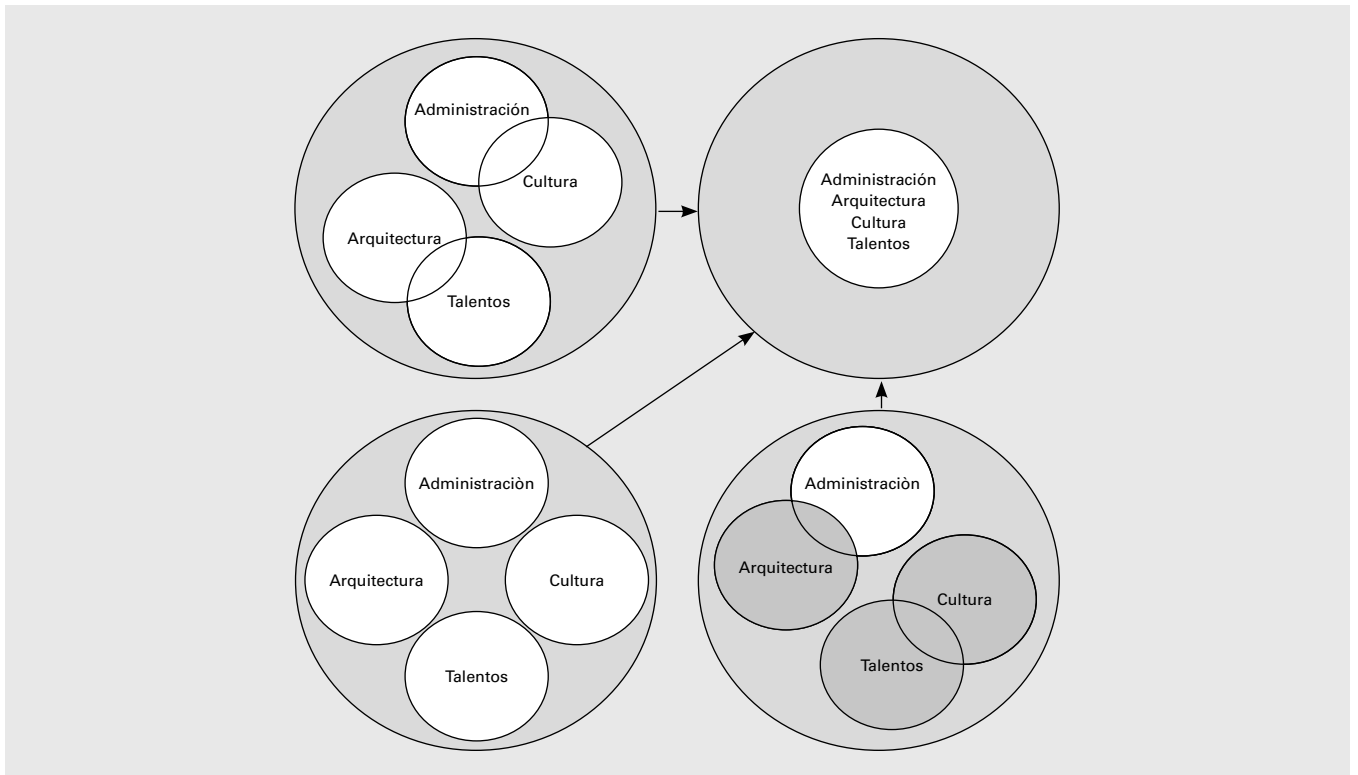 Administración
Cultura
Arquitectura
Talentos
Administración
Arquitectura
Cultura
Talentos
Administraciòn
Arquitectura
Cultura
Talentos
Administraciòn
Arquitectura
Cultura
Talentos